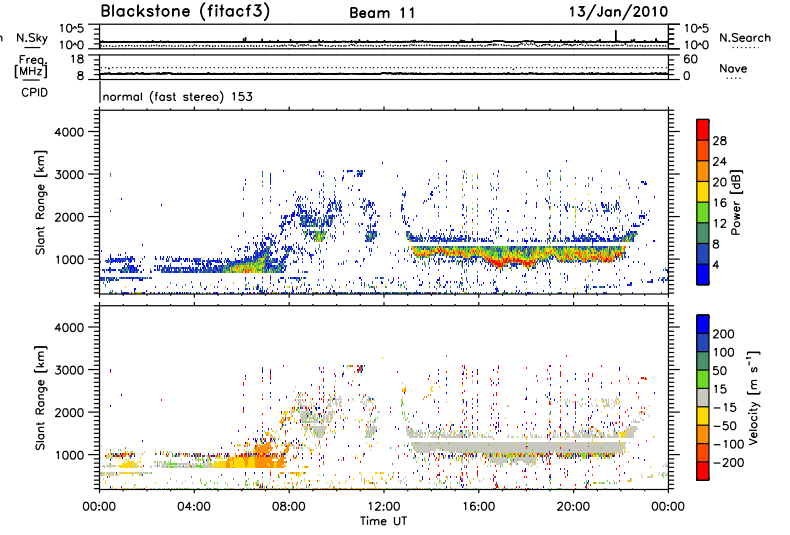 Blackstone (fitacf3) Beam 11 13/Jan/2010
N.Sky 10^5 10^0 10^5 10^0 N.Search
Freq. [MHz] 18 8 60 0 Nave
CPID normal (fast stereo) 153
Slant Range [km] 4000 3000 2000 1000
28 24 20 16 12 8 4 Power [dB]
Slant Range [km] 4000 3000 2000 1000
200 100 50 15 −15 −50 −100 −200 Velocity [m s⁻¹]
00:00 04:00 08:00 12:00 16:00 20:00 00:00
Time UT